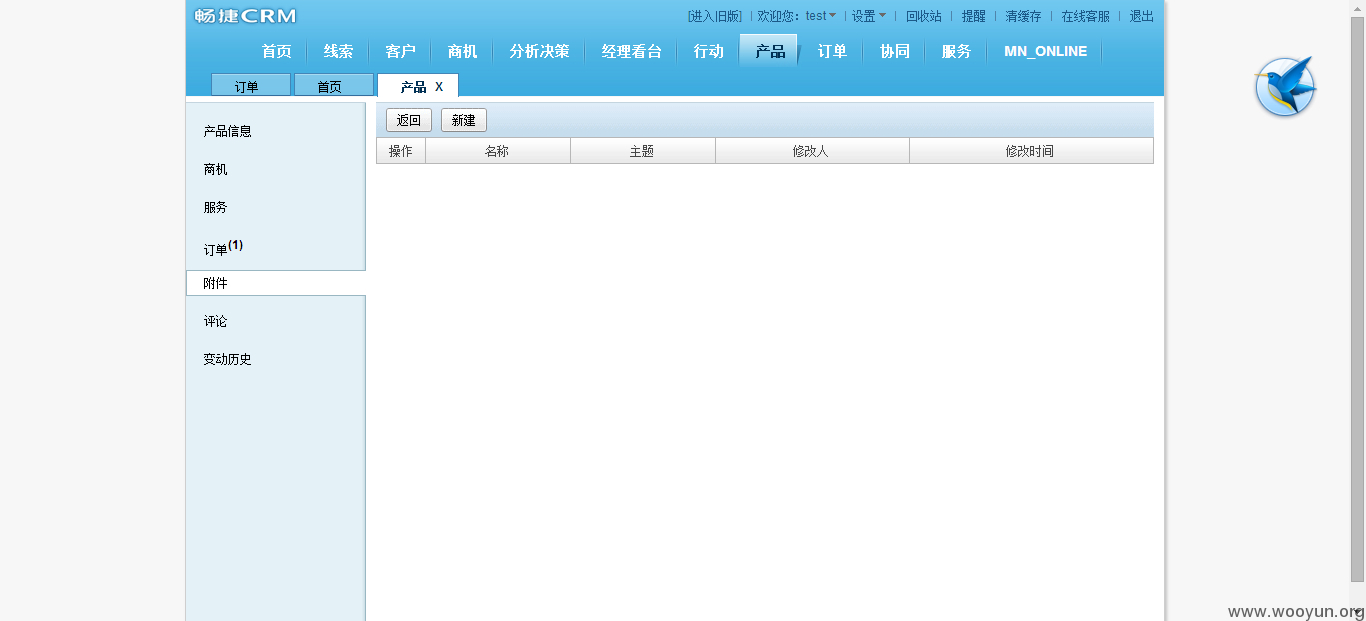 畅捷CRM
[进入旧版] 欢迎您：test 设置 回收站 提醒 清缓存 在线客服 退出
首页 线索 客户 商机 分析决策 经理看台 行动 产品 订单 协同 服务 MN_ONLINE
订单 首页 产品 X
返回 新建
操作 名称 主题 修改人 修改时间
产品信息
商机
服务
订单(1)
附件
评论
变动历史
www.wooyun.org